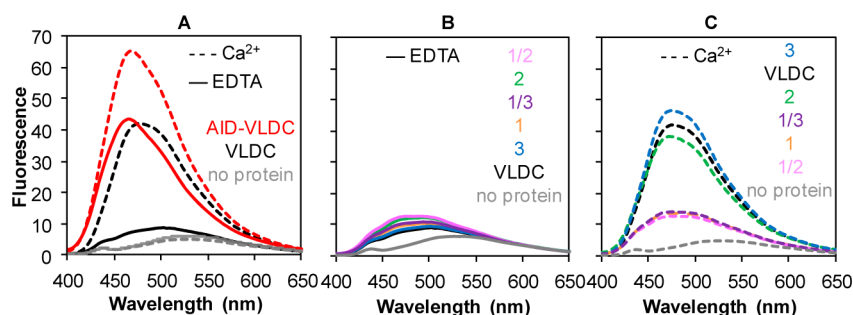 A
B
C
Fluorescence
70
60
50
40
30
20
10
0
Ca2+
EDTA
AID-VLDC
VLDC
no protein
400 450 500 550 600 650
Wavelength (nm)
EDTA
1/2
2
1/3
1
3
VLDC
no protein
400 450 500 550 600 650
Wavelength (nm)
Ca2+
3
VLDC
2
1/3
1
1/2
no protein
400 450 500 550 600 650
Wavelength (nm)